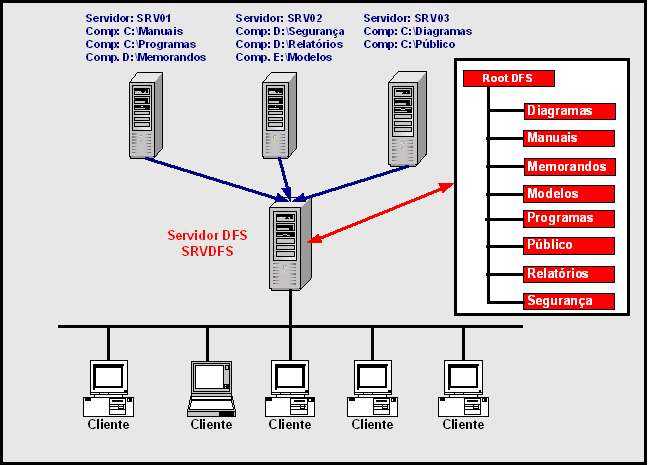 Servidor: SRV01
Comp: C:\Manuais
Comp: C:\Programas
Comp. D:\Memorandos
Servidor: SRV02
Comp: D:\Segurança
Comp: D:\Relatórios
Comp. E:\Modelos
Servidor: SRV03
Comp: C:\Diagramas
Comp: C:\Público
Root DFS
Diagramas
Manuais
Memorandos
Modelos
Programas
Público
Relatórios
Segurança
Servidor DFS
SRVDFS
Cliente
Cliente
Cliente
Cliente
Cliente